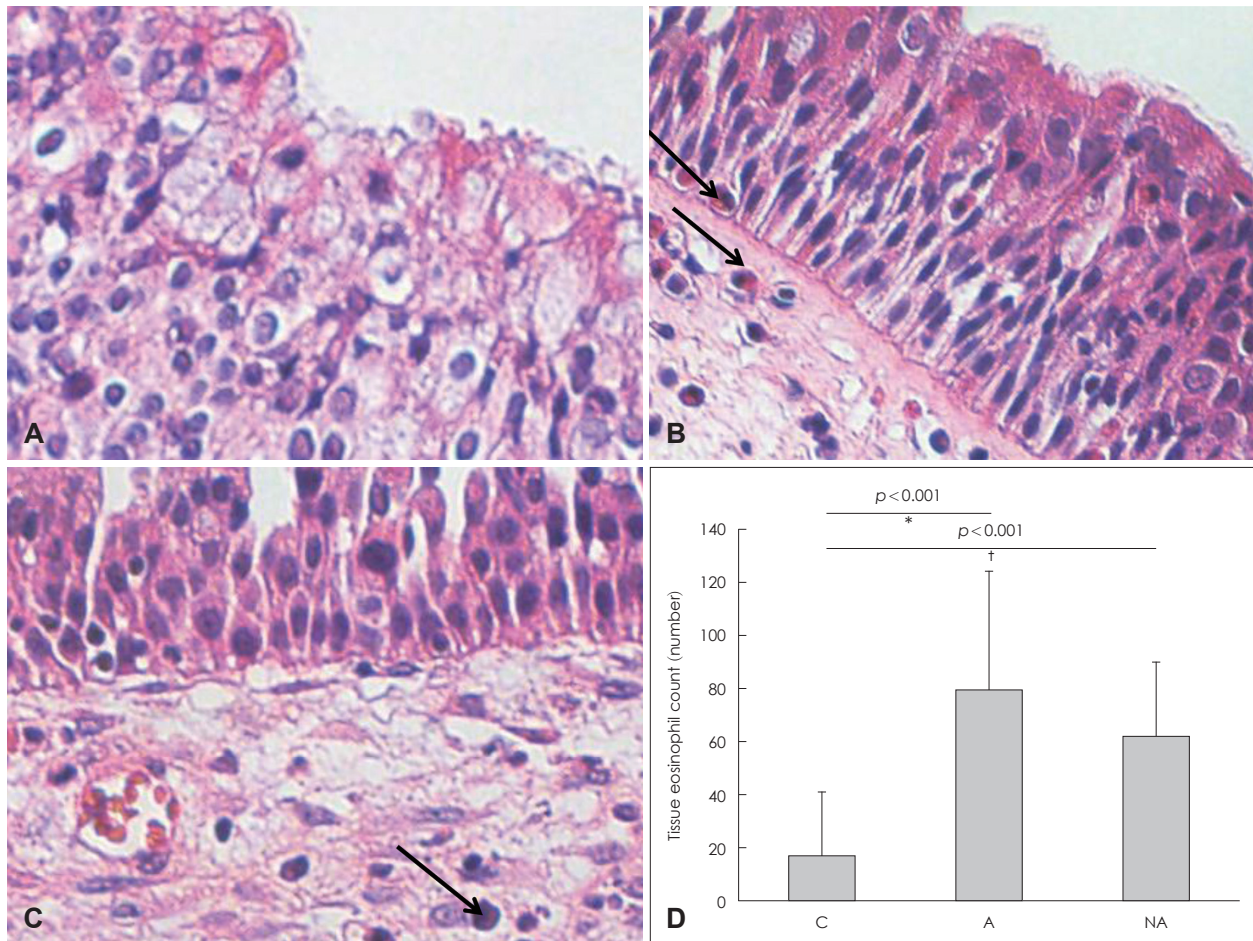 A
B
C
D
p<0.001
*
p<0.001
†
140
120
100
80
60
40
20
0
Tissue eosinophil count (number)
C
A
NA